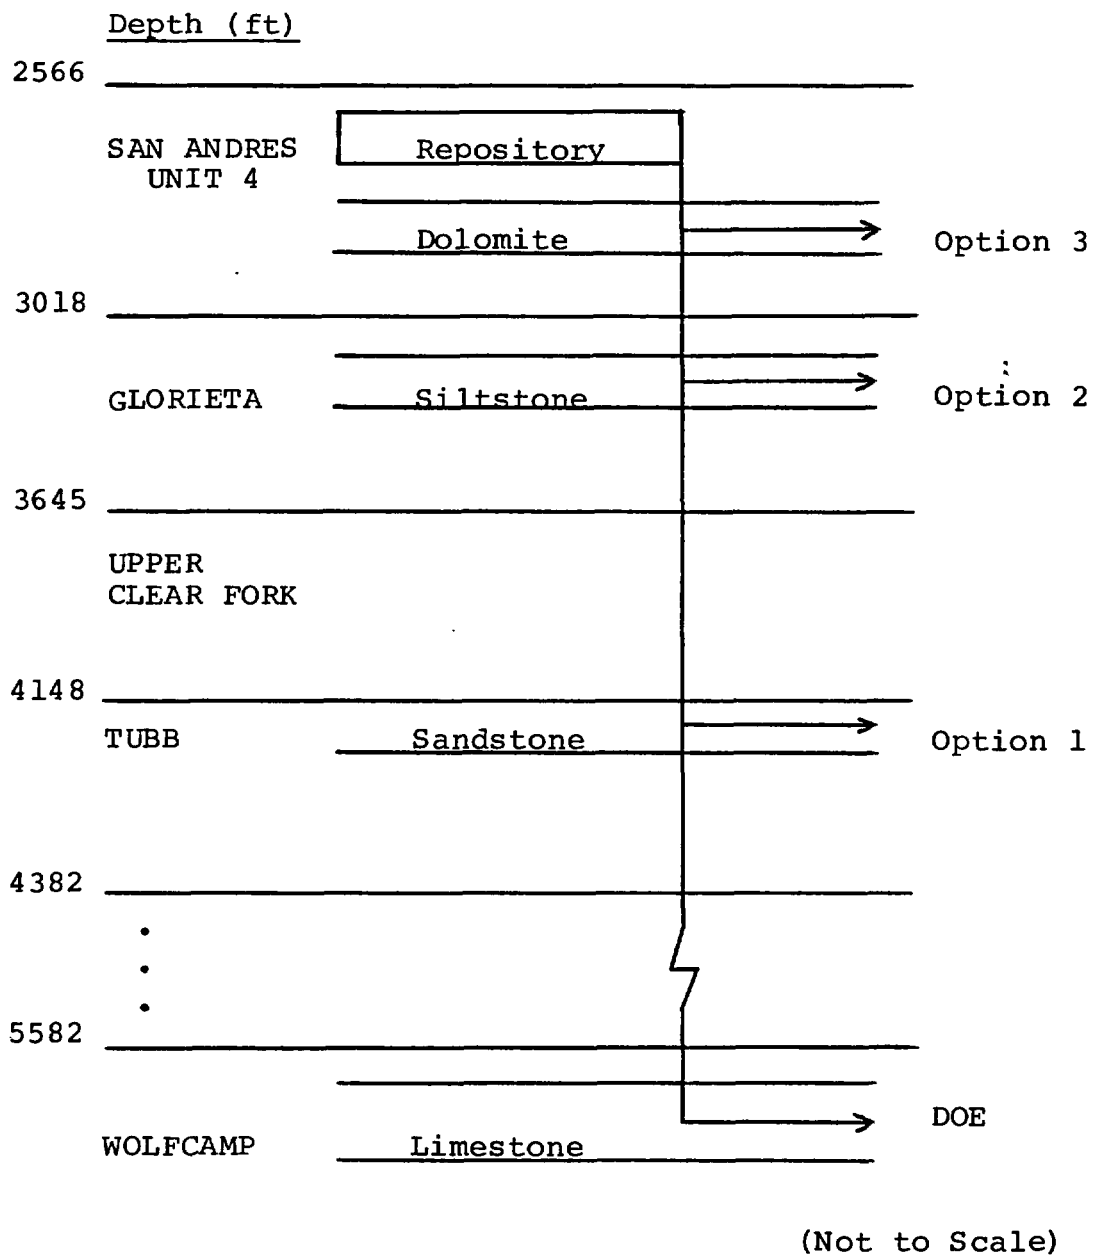 Depth (ft)
2566
SAN ANDRES
UNIT 4
Repository
Dolomite
Option 3
3018
GLORIETA
Siltstone
Option 2
3645
UPPER
CLEAR FORK
4148
TUBB
Sandstone
Option 1
4382
5582
WOLFCAMP
Limestone
DOE
(Not to Scale)